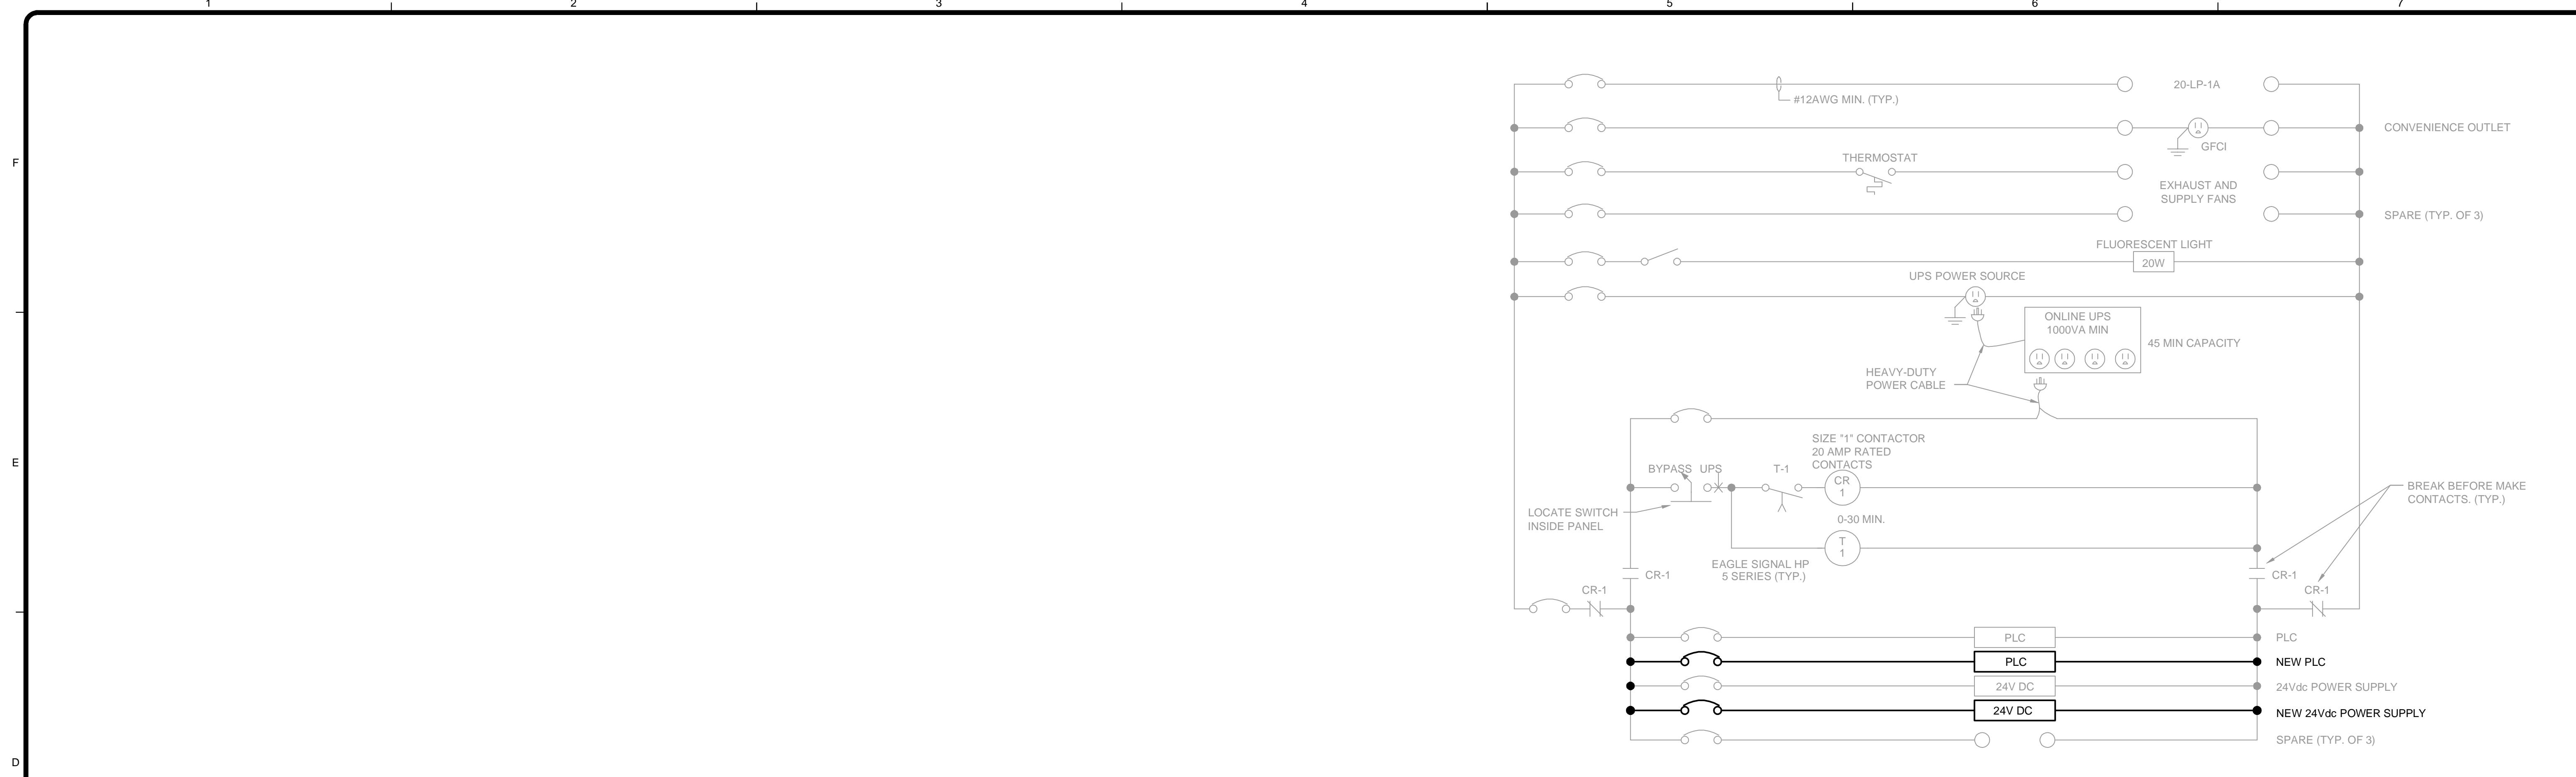 1 2 3 4 5 6 7
20-LP-1A
#12AWG MIN. (TYP.)
CONVENIENCE OUTLET
GFCI
F
THERMOSTAT
EXHAUST AND
SUPPLY FANS
SPARE (TYP. OF 3)
FLUORESCENT LIGHT
20W
UPS POWER SOURCE
ONLINE UPS
1000VA MIN
45 MIN CAPACITY
HEAVY-DUTY
POWER CABLE
SIZE "1" CONTACTOR
20 AMP RATED
CONTACTS
E
BYPASS UPS T-1
CR
1
BREAK BEFORE MAKE
CONTACTS. (TYP.)
LOCATE SWITCH
INSIDE PANEL
0-30 MIN.
T
1
EAGLE SIGNAL HP
5 SERIES (TYP.)
CR-1
CR-1
CR-1
CR-1
PLC PLC
PLC NEW PLC
24V DC 24Vdc POWER SUPPLY
24V DC NEW 24Vdc POWER SUPPLY
SPARE (TYP. OF 3)
D